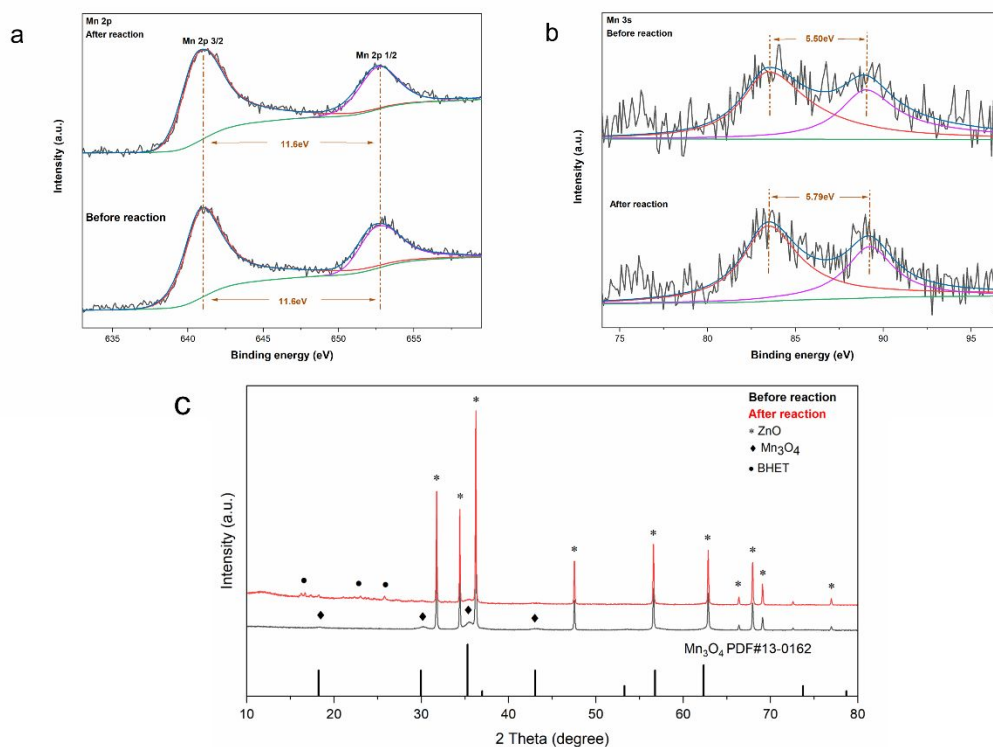 a
Mn 2p
After reaction
Mn 2p 3/2
Mn 2p 1/2
11.6eV
Before reaction
11.6eV
Intensity (a.u.)
635 640 645 650 655
Binding energy (eV)
b
Mn 3s
Before reaction
5.50eV
After reaction
5.79eV
Intensity (a.u.)
75 80 85 90 95
Binding energy (eV)
c
Before reaction
After reaction
* ZnO
♦ Mn₃O₄
● BHET
Mn₃O₄ PDF#13-0162
Intensity (a.u.)
10 20 30 40 50 60 70 80
2 Theta (degree)